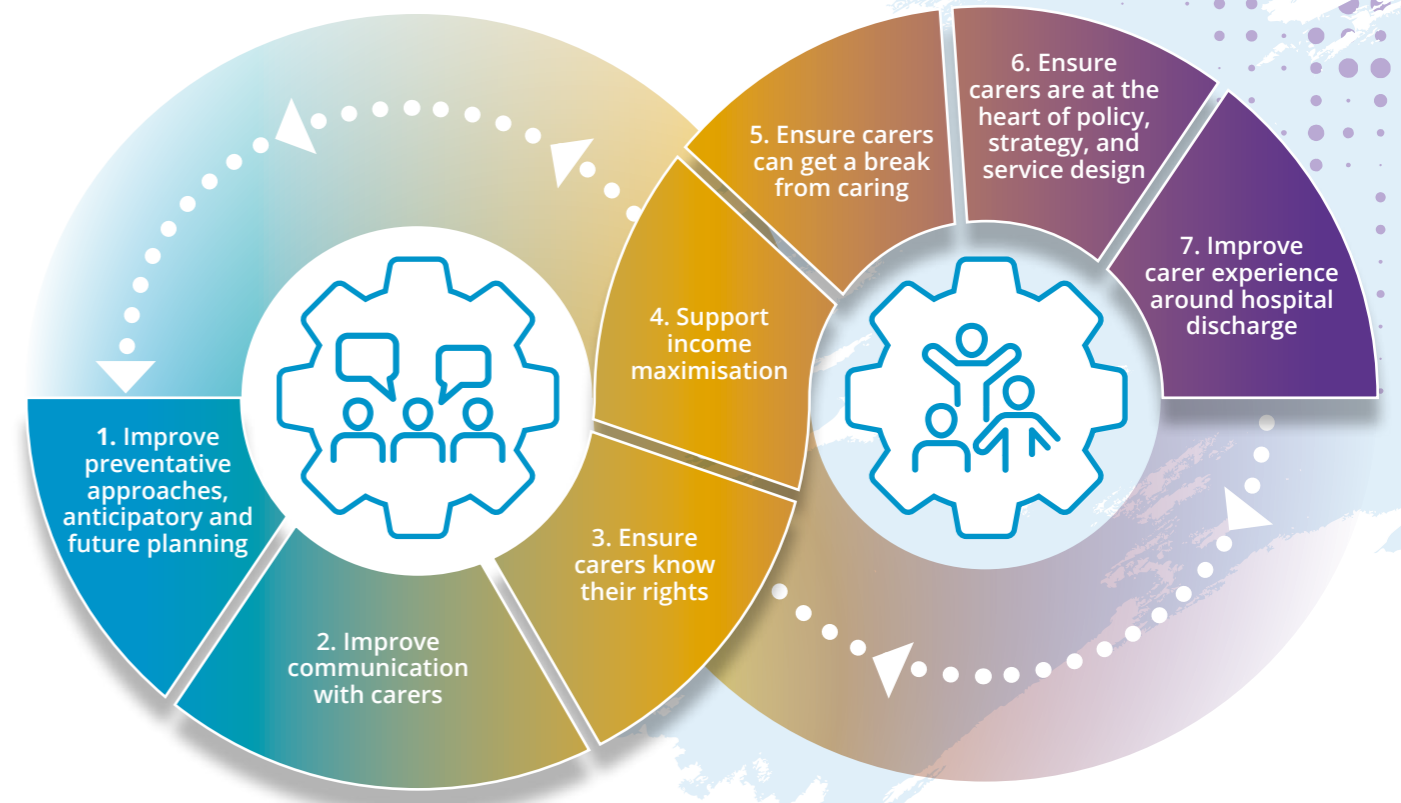 1. Improve
preventative
approaches,
anticipatory and
future planning
2. Improve
communication
with carers
3. Ensure
carers know
their rights
4. Support
income
maximisation
5. Ensure carers
can get a break
from caring
6. Ensure
carers are at the
heart of policy,
strategy, and
service design
7. Improve
carer experience
around hospital
discharge